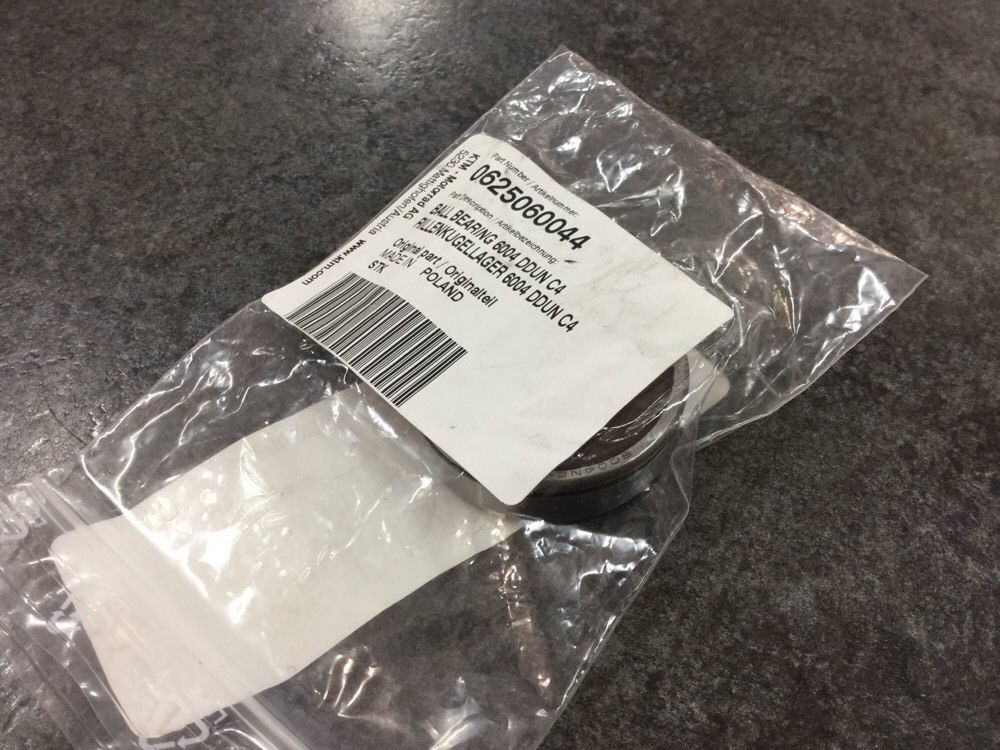 KTM - Motorrad AG
5230 Mattighofen/Austria
www.ktm.com
Part Number / Artikelnummer:
0625060044
Part Description / Artikelbezeichnung:
BALL BEARING 6004 DDUN C4
RILLENKUGELLAGER 6004 DDUN C4
Original part / Originalteil
MADE IN POLAND
STK